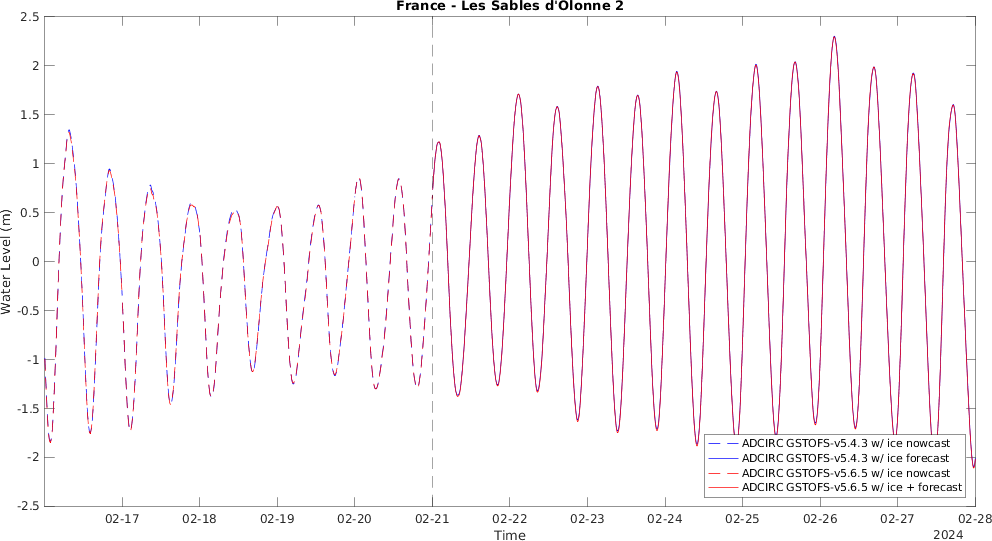 France - Les Sables d'Olonne 2
2.5
2
1.5
1
0.5
0
-0.5
-1
-1.5
-2
-2.5
Water Level (m)
ADCIRC GSTOFS-v5.4.3 w/ ice nowcast
ADCIRC GSTOFS-v5.4.3 w/ ice forecast
ADCIRC GSTOFS-v5.6.5 w/ ice nowcast
ADCIRC GSTOFS-v5.6.5 w/ ice + forecast
02-17 02-18 02-19 02-20 02-21 02-22 02-23 02-24 02-25 02-26 02-27 02-28
Time
2024